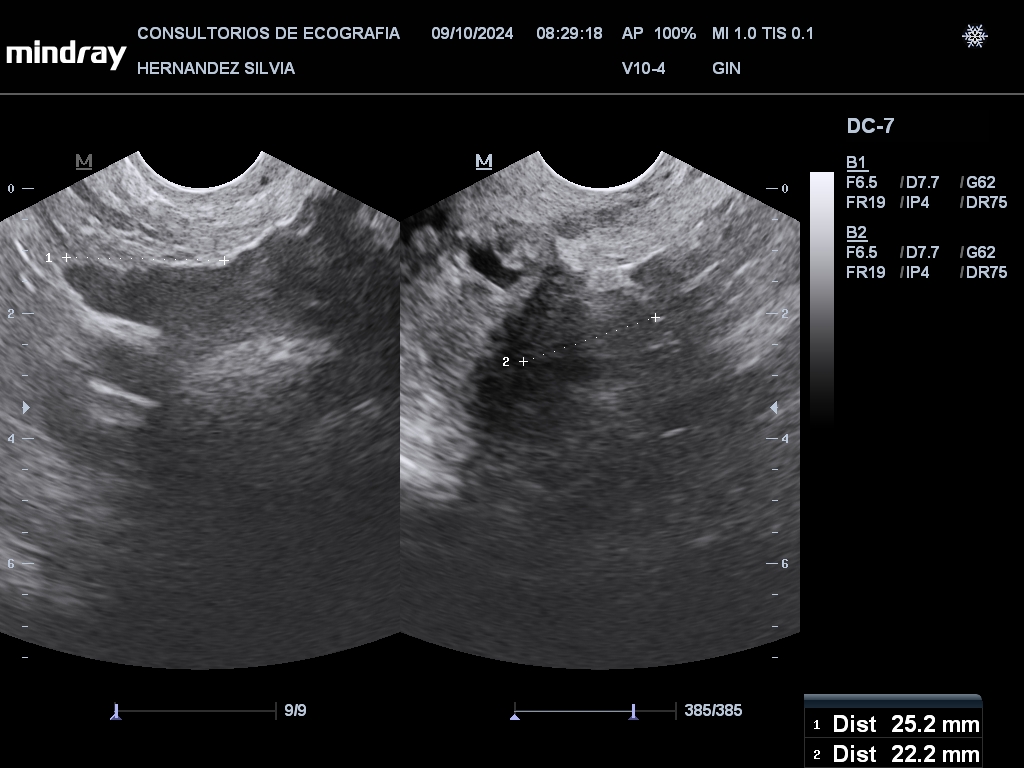 mindray
CONSULTORIOS DE ECOGRAFIA 09/10/2024 08:29:18 AP 100% MI 1.0 TIS 0.1
HERNANDEZ SILVIA V10-4 GIN
DC-7
B1
F6.5 /D7.7 /G62
FR19 /IP4 /DR75
B2
F6.5 /D7.7 /G62
FR19 /IP4 /DR75
M M
0 0
1
2 2
2
4 4
6 6
9/9 385/385
1 Dist 25.2 mm
2 Dist 22.2 mm